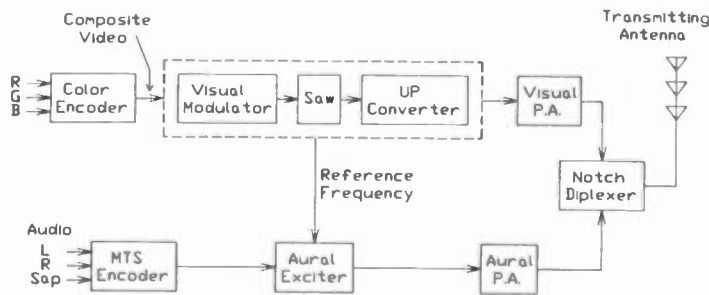 Composite
Video
Transmitting
Antenna
R
G
B
Color
Encoder
Visual
Modulator
Saw
UP
Converter
Visual
P.A.
Reference
Frequency
Notch
Diplexer
Audio
L
R
Sap
MTS
Encoder
Aural
Exciter
Aural
P.A.